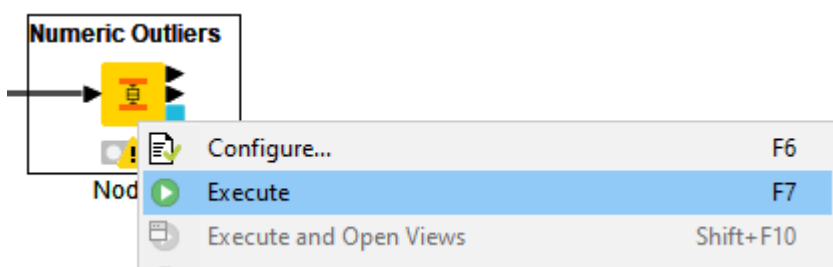 Numeric Outliers
Configure... F6
Nod
Execute F7
Execute and Open Views Shift+F10